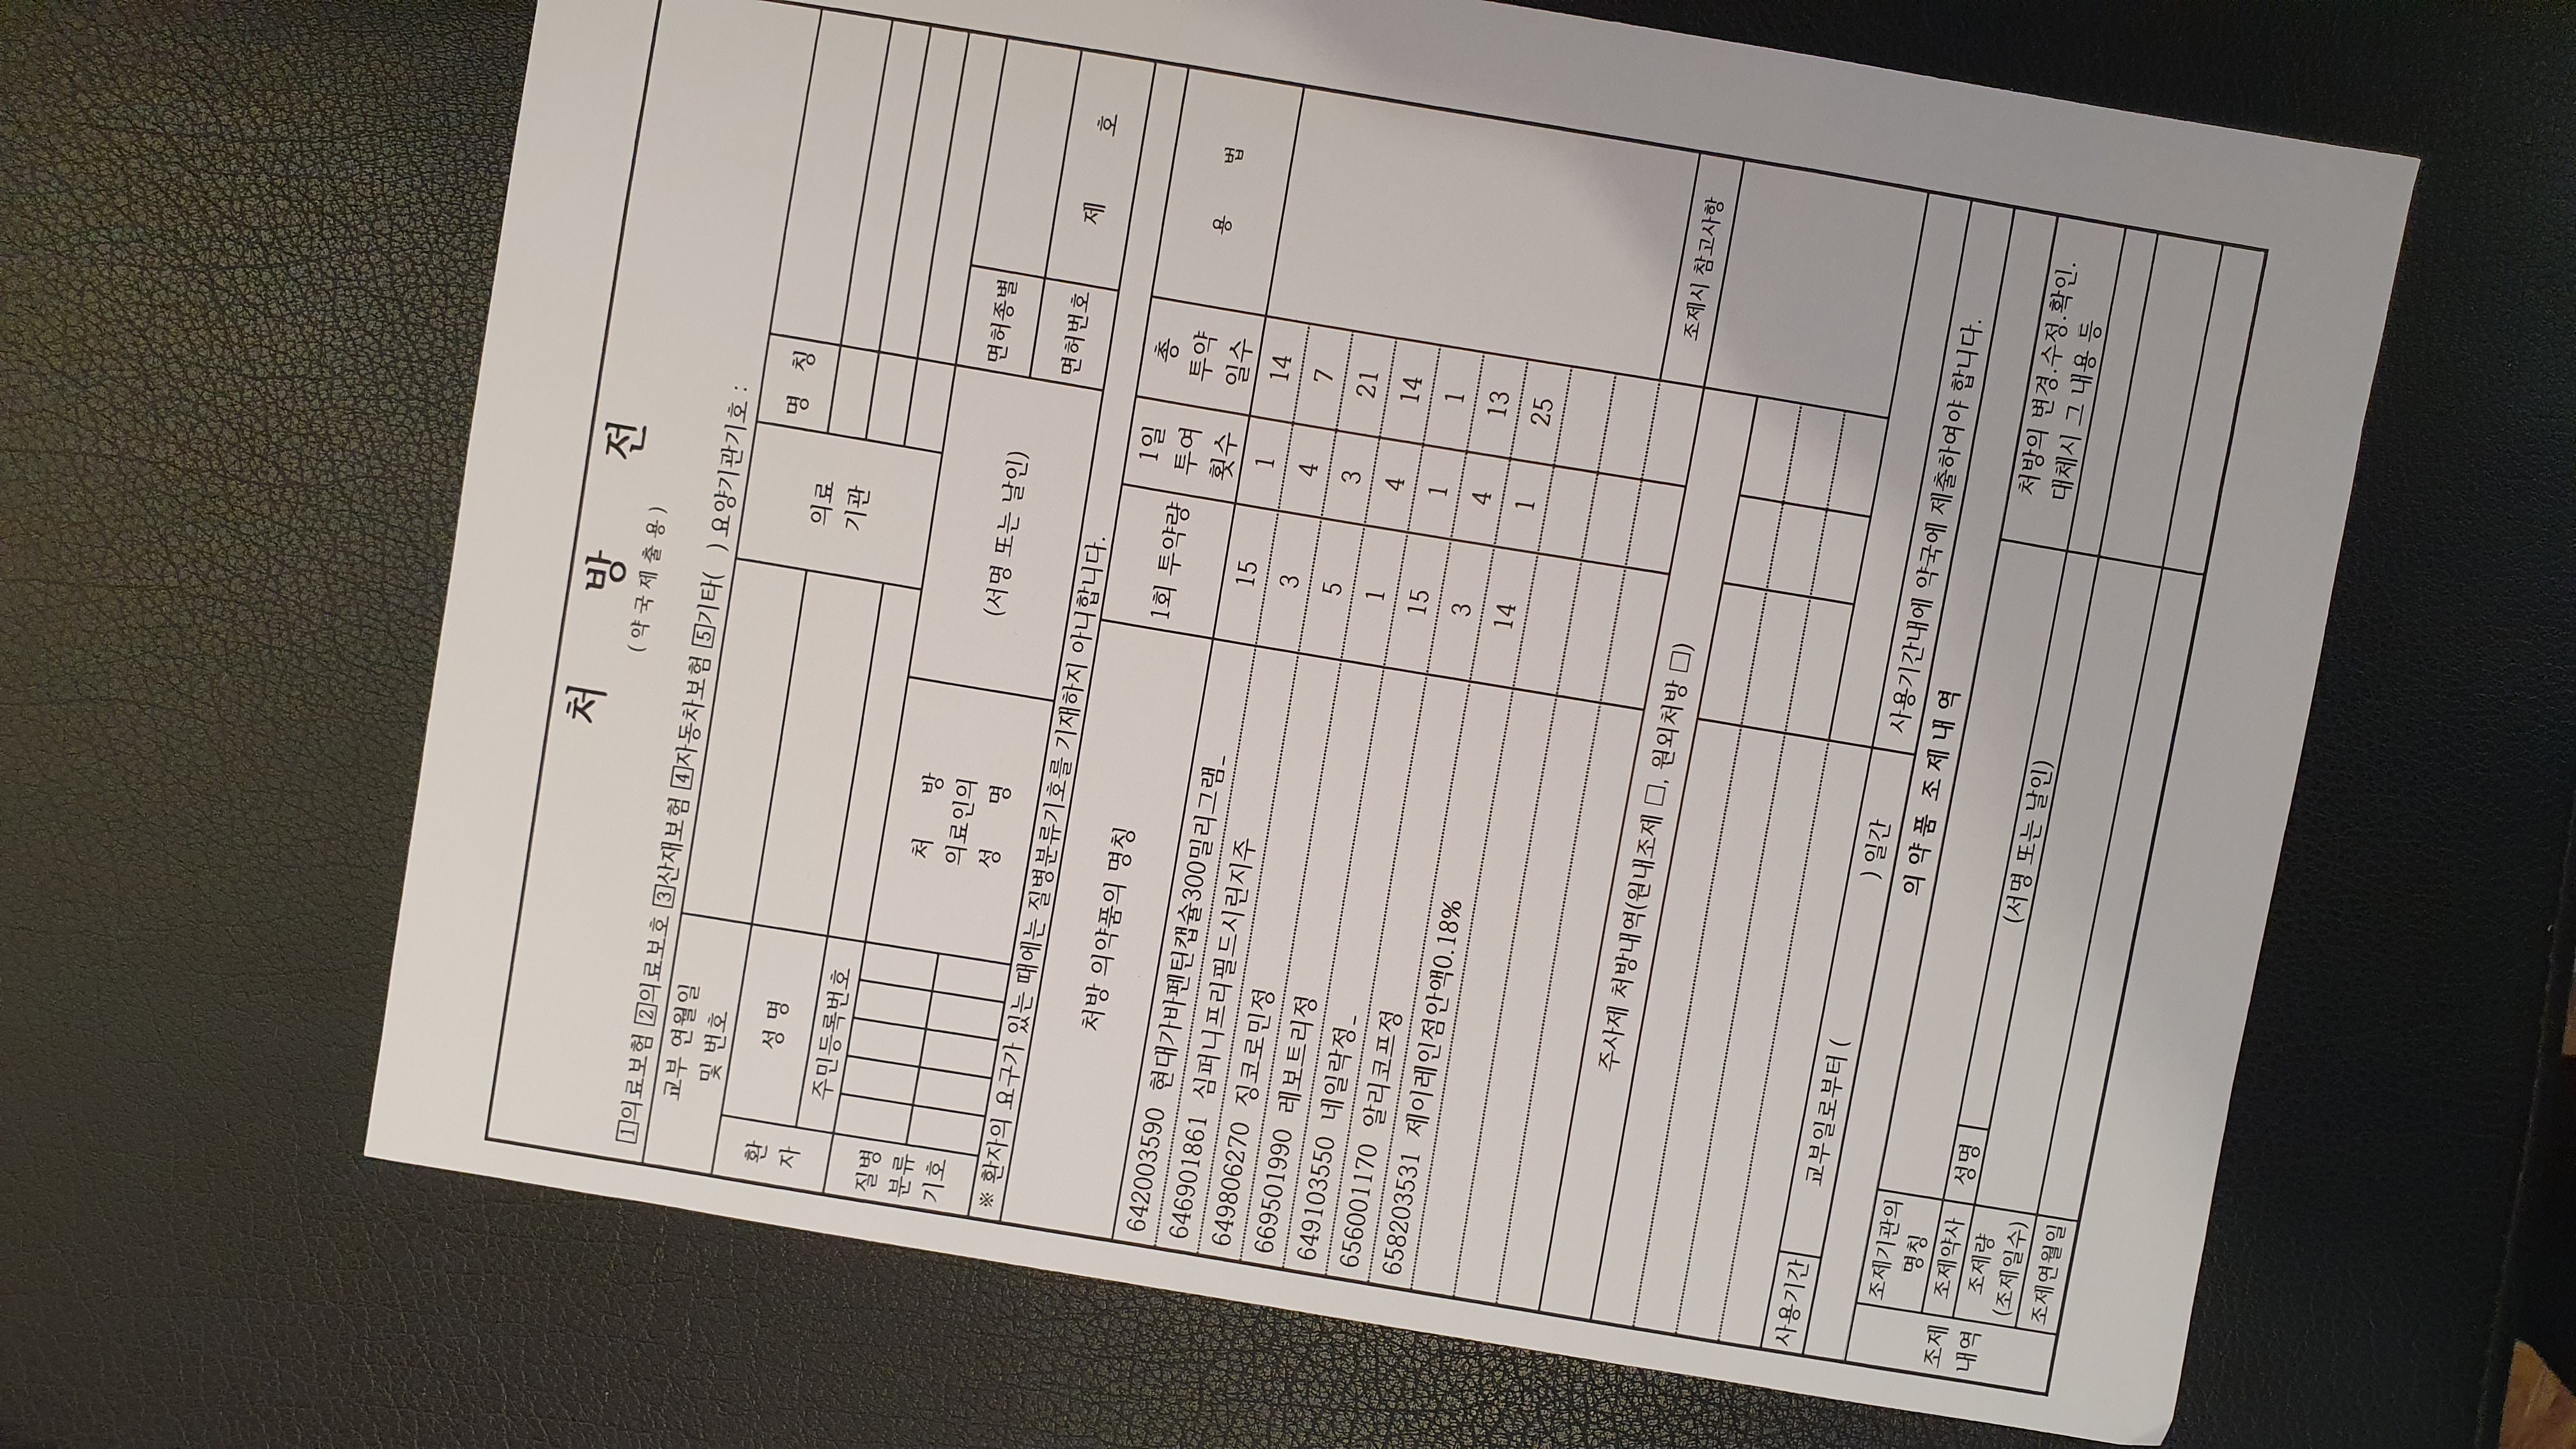 처 방 전
(약국제출용)
1의료보험 2의료보호 3산재보험 4자동차보험 5기타( ) 요양기관기호 :
교부 연월일
및 번호
환
자
성 명
주민등록번호
의료
기관
명 칭
질병
분류
기호
처 방
의료인의
성 명
(서명 또는 날인)
면허종별
면허번호
제 호
※ 환자의 요구가 있는 때에는 질병분류기호를 기재하지 아니합니다.
처방 의약품의 명칭
1회 투약량
1일
투여
횟수
총
투약
일수
용 법
642003590 현대가바펜틴캡슐300밀리그램_ 15 1 14
646901861 심퍼니프리필드시린지주 3 4 7
649806270 징코로민정 5 3 21
669501990 레보트리정 1 4 14
649103550 네일락정_ 15 1 1
656001170 알리코프정 3 4 13
658203531 제이레인점안액0.18% 14 1 25
주사제 처방내역(원내조제 □, 원외처방 □)
조제시 참고사항
사용기간
교부일로부터 ( ) 일간
사용기간내에 약국에 제출하여야 합니다.
의약품 조제내역
조제
내역
조제기관의
명칭
조제약사
성명
(서명 또는 날인)
조제량
(조제일수)
조제연월일
처방의 변경.수정.확인.
대체시 그 내용 등